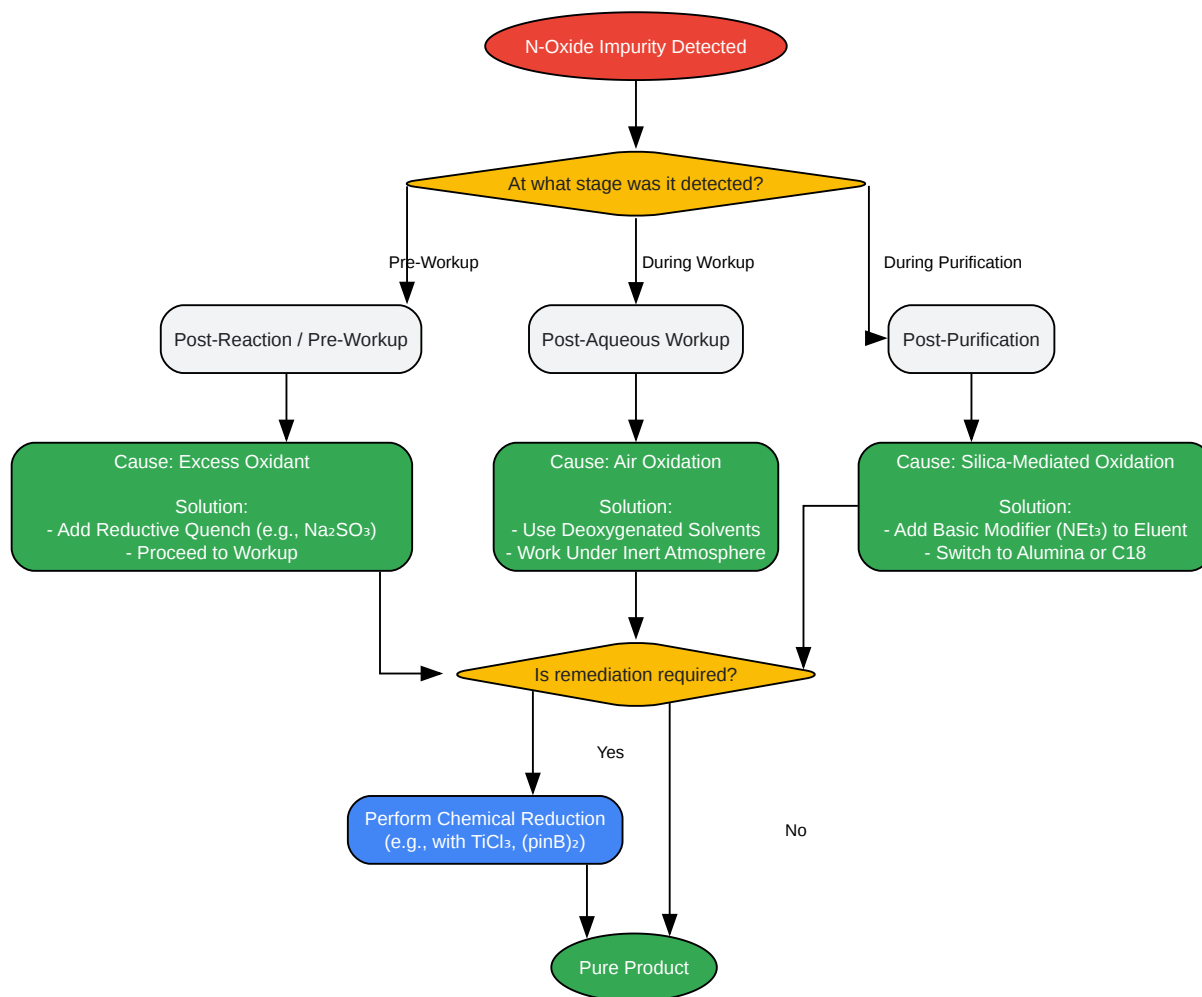 N-Oxide Impurity Detected
At what stage was it detected?
Pre-Workup
During Workup
During Purification
Post-Reaction / Pre-Workup
Post-Aqueous Workup
Post-Purification
Cause: Excess Oxidant
Solution:
- Add Reductive Quench (e.g., Na₂SO₃)
- Proceed to Workup
Cause: Air Oxidation
Solution:
- Use Deoxygenated Solvents
- Work Under Inert Atmosphere
Cause: Silica-Mediated Oxidation
Solution:
- Add Basic Modifier (NEt₃) to Eluent
- Switch to Alumina or C18
Is remediation required?
Yes
No
Perform Chemical Reduction
(e.g., with TiCl₃, (pinB)₂)
Pure Product